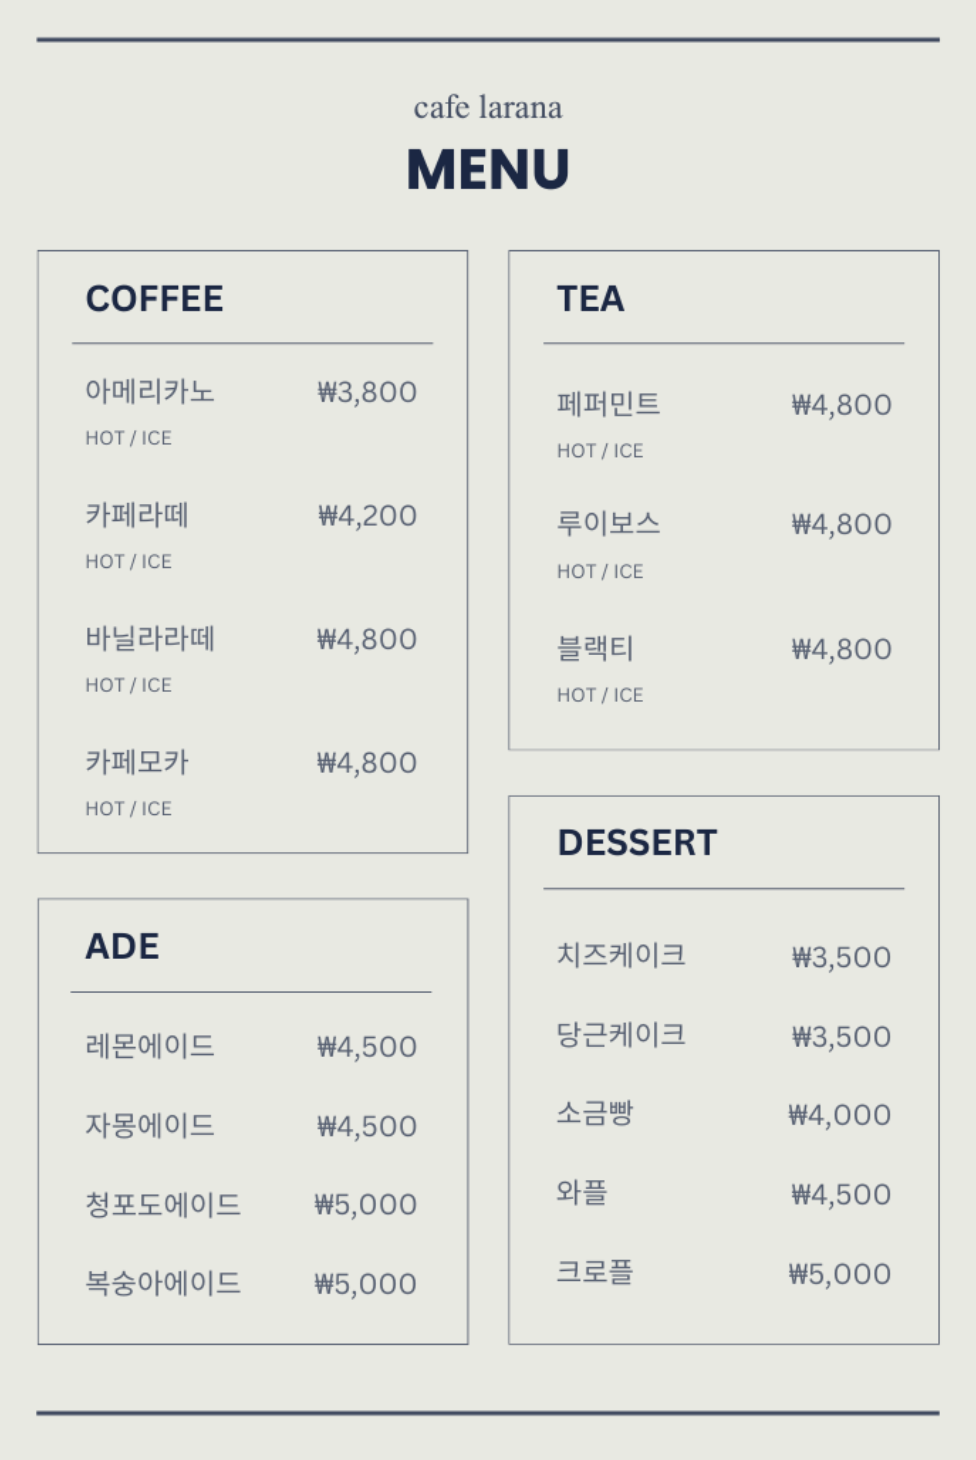 cafe larana
MENU
COFFEE
아메리카노 ₩3,800
HOT / ICE
카페라떼 ₩4,200
HOT / ICE
바닐라라떼 ₩4,800
HOT / ICE
카페모카 ₩4,800
HOT / ICE
ADE
레몬에이드 ₩4,500
자몽에이드 ₩4,500
청포도에이드 ₩5,000
복숭아에이드 ₩5,000
TEA
페퍼민트 ₩4,800
HOT / ICE
루이보스 ₩4,800
HOT / ICE
블랙티 ₩4,800
HOT / ICE
DESSERT
치즈케이크 ₩3,500
당근케이크 ₩3,500
소금빵 ₩4,000
와플 ₩4,500
크로플 ₩5,000